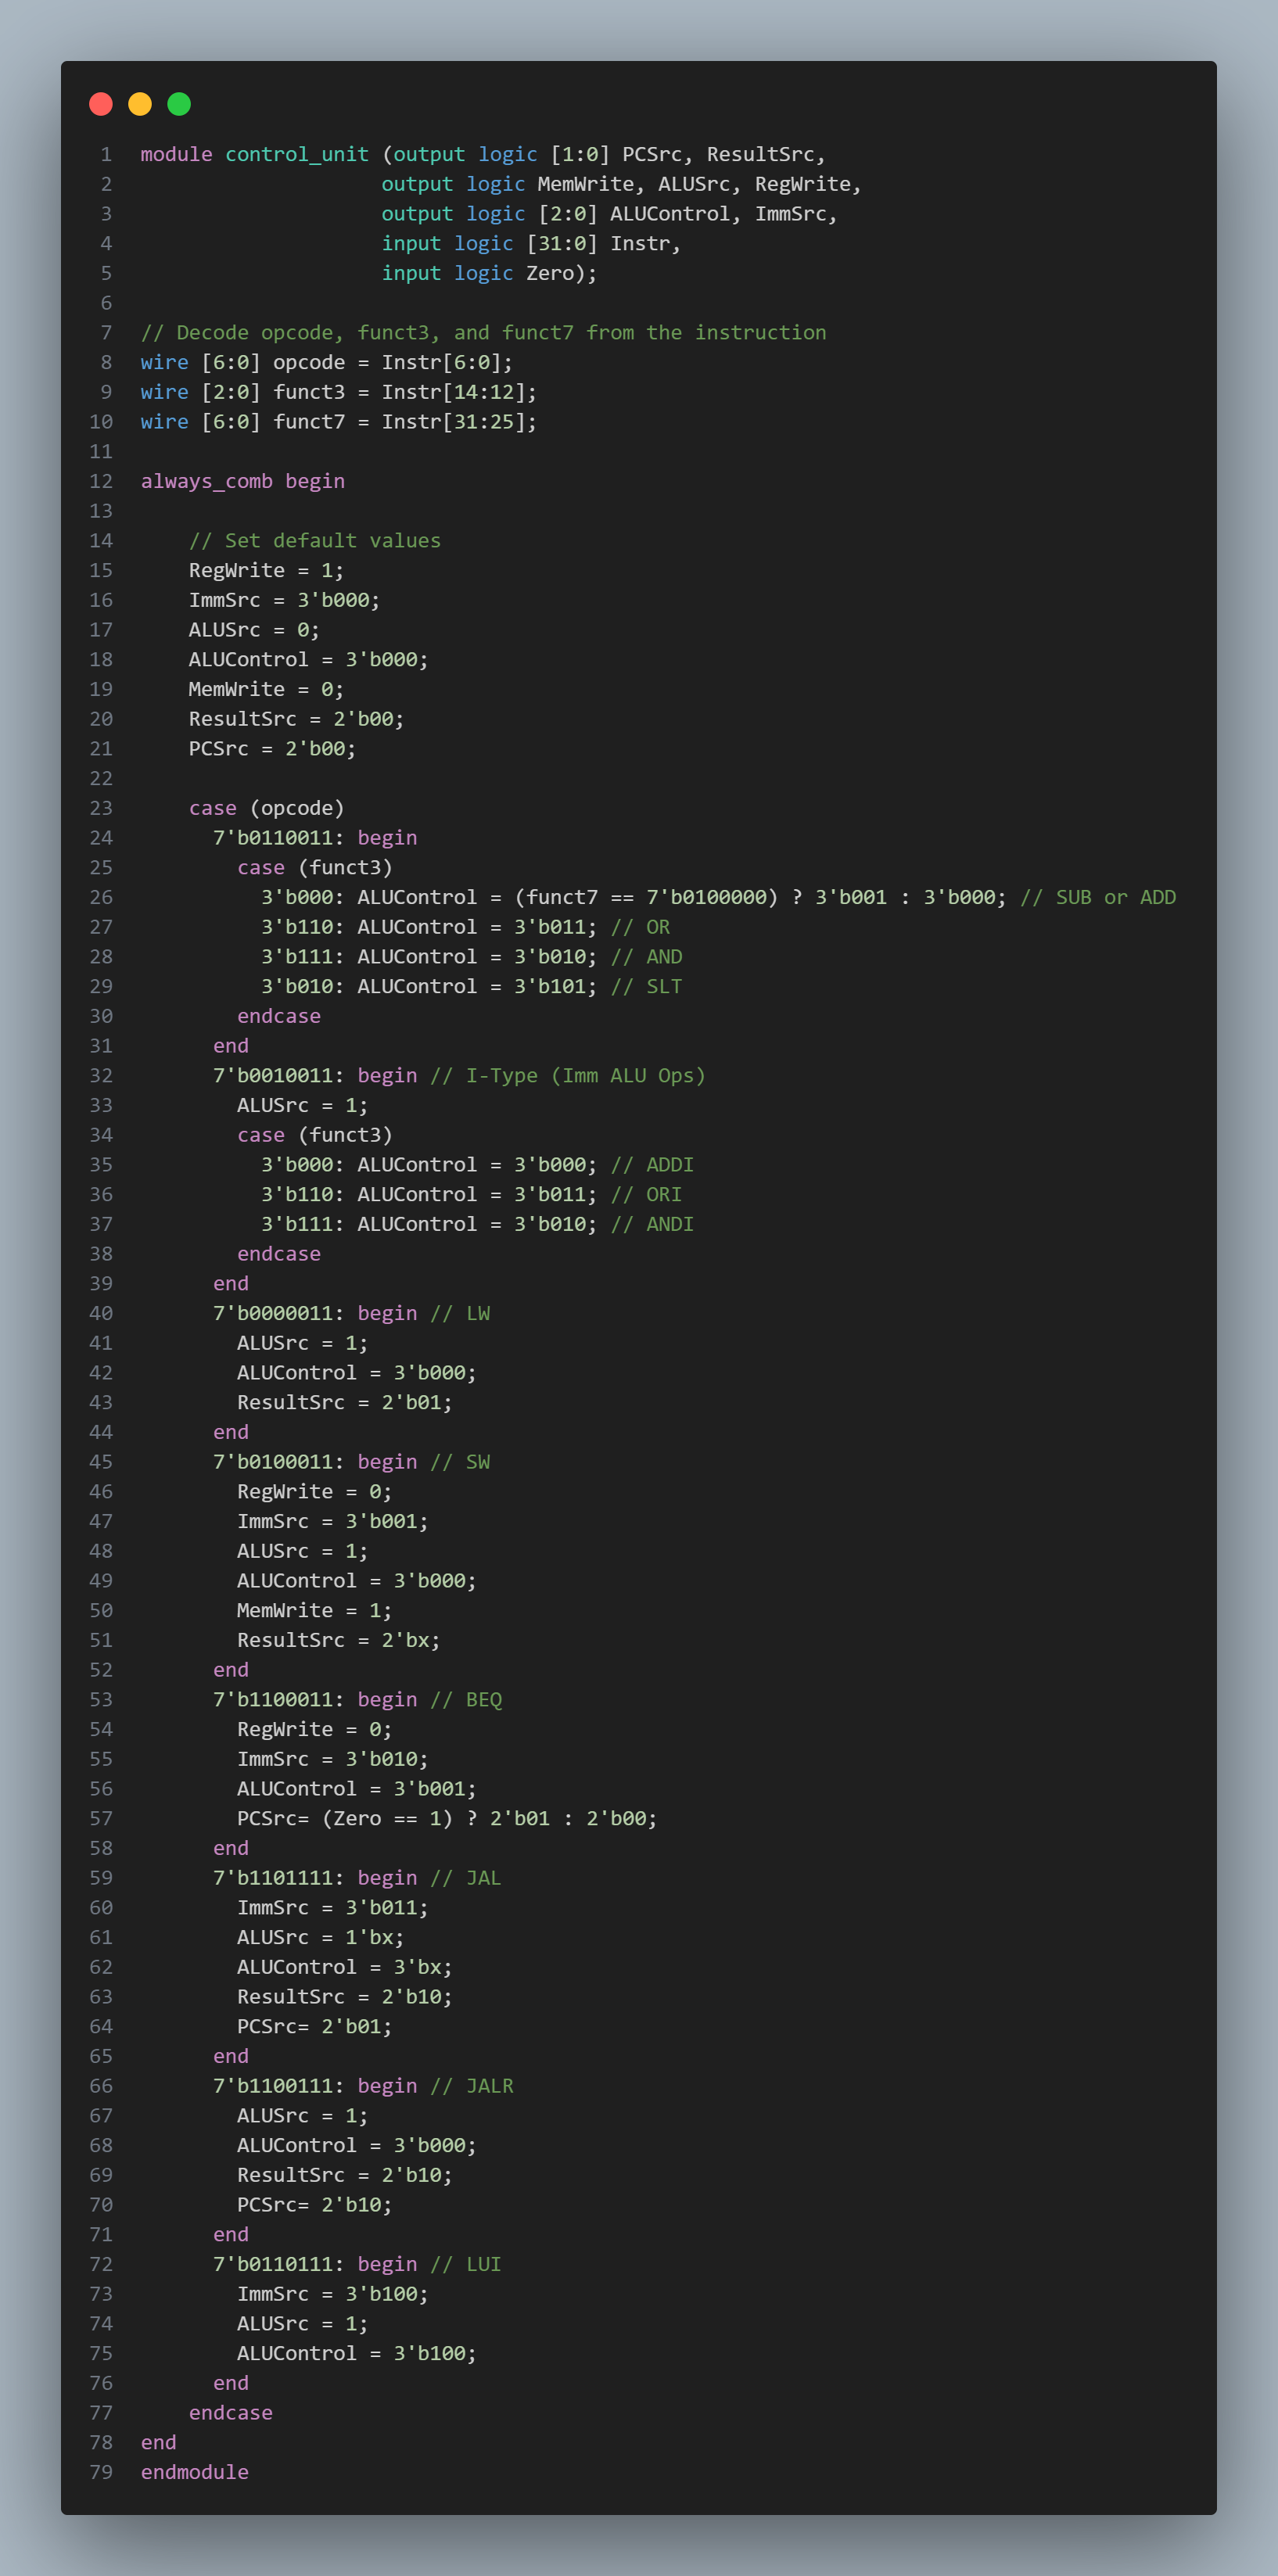 1 module control_unit (output logic [1:0] PCSrc, ResultSrc,
2                     output logic MemWrite, ALUSrc, RegWrite,
3                     output logic [2:0] ALUControl, ImmSrc,
4                     input logic [31:0] Instr,
5                     input logic Zero);
6
7 // Decode opcode, funct3, and funct7 from the instruction
8 wire [6:0] opcode = Instr[6:0];
9 wire [2:0] funct3 = Instr[14:12];
10 wire [6:0] funct7 = Instr[31:25];
11
12 always_comb begin
13
14     // Set default values
15     RegWrite = 1;
16     ImmSrc = 3'b000;
17     ALUSrc = 0;
18     ALUControl = 3'b000;
19     MemWrite = 0;
20     ResultSrc = 2'b00;
21     PCSrc = 2'b00;
22
23     case (opcode)
24       7'b0110011: begin
25         case (funct3)
26           3'b000: ALUControl = (funct7 == 7'b0100000) ? 3'b001 : 3'b000; // SUB or ADD
27           3'b110: ALUControl = 3'b011; // OR
28           3'b111: ALUControl = 3'b010; // AND
29           3'b010: ALUControl = 3'b101; // SLT
30         endcase
31       end
32       7'b0010011: begin // I-Type (Imm ALU Ops)
33         ALUSrc = 1;
34         case (funct3)
35           3'b000: ALUControl = 3'b000; // ADDI
36           3'b110: ALUControl = 3'b011; // ORI
37           3'b111: ALUControl = 3'b010; // ANDI
38         endcase
39       end
40       7'b0000011: begin // LW
41         ALUSrc = 1;
42         ALUControl = 3'b000;
43         ResultSrc = 2'b01;
44       end
45       7'b0100011: begin // SW
46         RegWrite = 0;
47         ImmSrc = 3'b001;
48         ALUSrc = 1;
49         ALUControl = 3'b000;
50         MemWrite = 1;
51         ResultSrc = 2'bx;
52       end
53       7'b1100011: begin // BEQ
54         RegWrite = 0;
55         ImmSrc = 3'b010;
56         ALUControl = 3'b001;
57         PCSrc= (Zero == 1) ? 2'b01 : 2'b00;
58       end
59       7'b1101111: begin // JAL
60         ImmSrc = 3'b011;
61         ALUSrc = 1'bx;
62         ALUControl = 3'bx;
63         ResultSrc = 2'b10;
64         PCSrc= 2'b01;
65       end
66       7'b1100111: begin // JALR
67         ALUSrc = 1;
68         ALUControl = 3'b000;
69         ResultSrc = 2'b10;
70         PCSrc= 2'b10;
71       end
72       7'b0110111: begin // LUI
73         ImmSrc = 3'b100;
74         ALUSrc = 1;
75         ALUControl = 3'b100;
76       end
77     endcase
78 end
79 endmodule